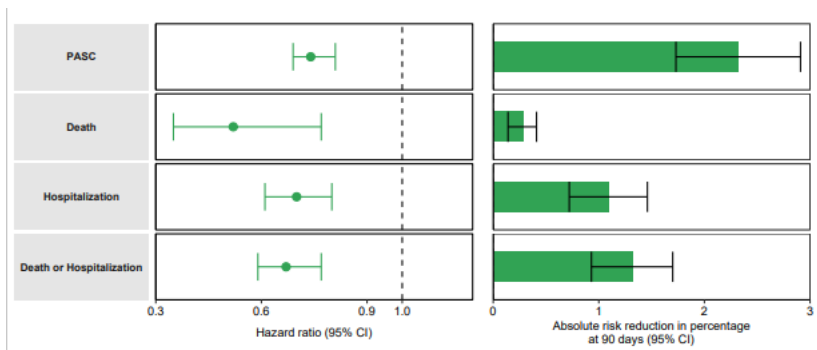 PASC
Death
Hospitalization
Death or Hospitalization
0.3 0.6 0.9 1.0
Hazard ratio (95% CI)
0 1 2 3
Absolute risk reduction in percentage
at 90 days (95% CI)